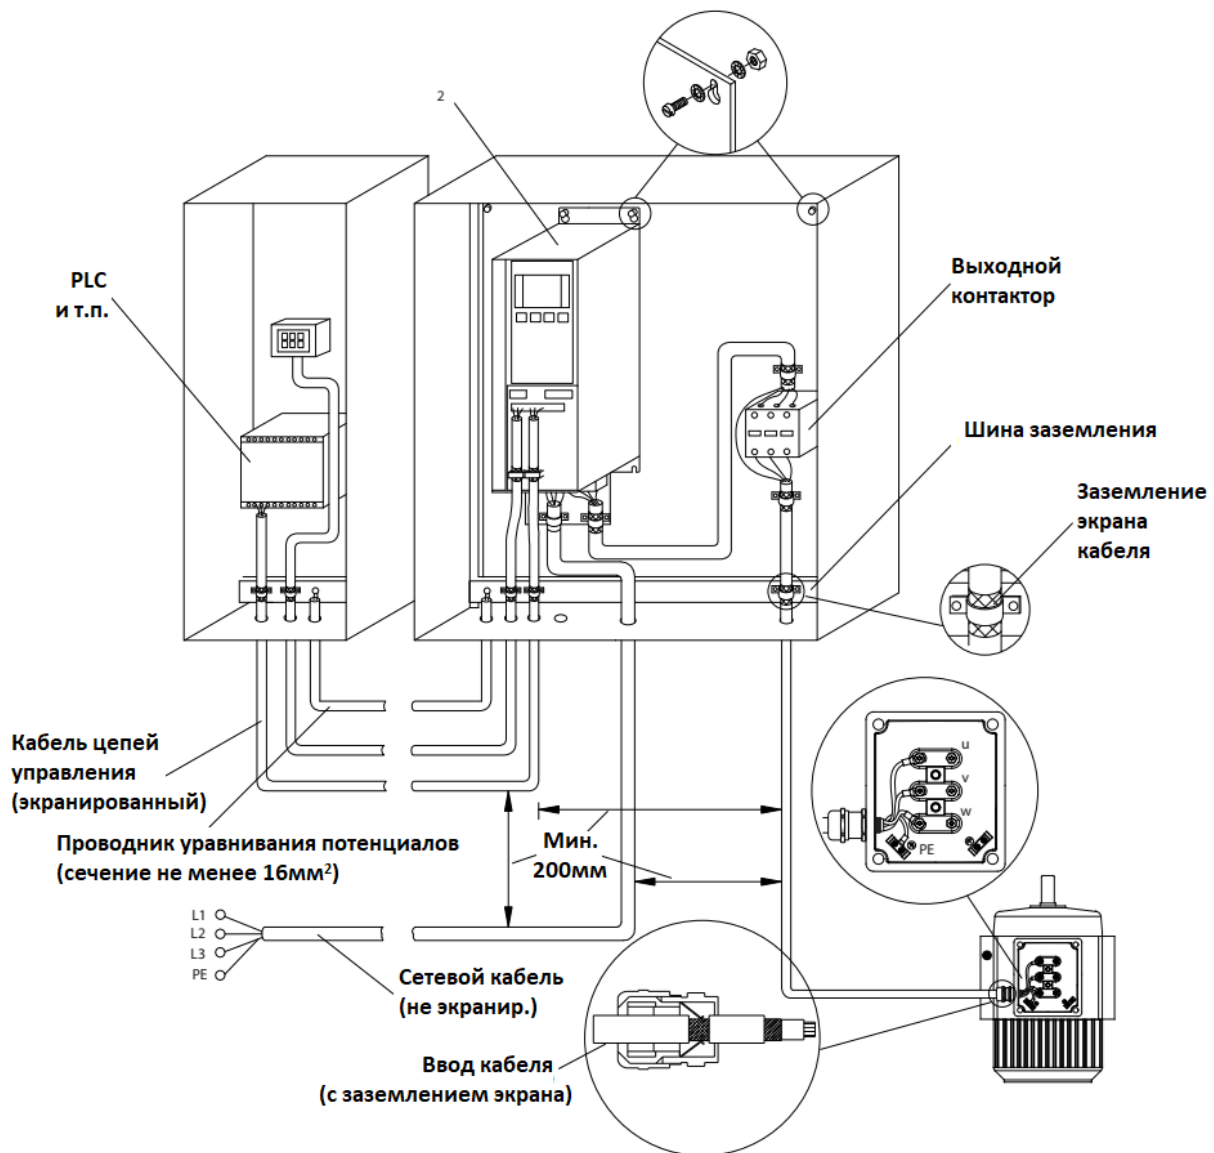 2
PLC
и т.п.
Выходной
контактор
Шина заземления
Заземление
экрана
кабеля
Кабель цепей
управления
(экранированный)
Проводник уравнивания потенциалов
(сечение не менее 16мм²)
Мин.
200мм
u
v
w
PE
L1
L2
L3
PE
Сетевой кабель
(не экранир.)
Ввод кабеля
(с заземлением экрана)